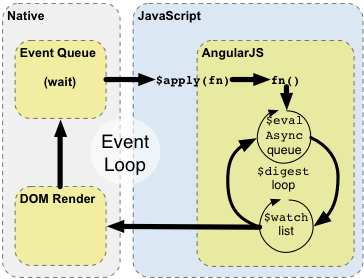 Native
JavaScript
Event Queue
(wait)
AngularJS
$apply(fn)
fn()
Event
Loop
$eval
Async
queue
$digest
loop
DOM Render
$watch
list